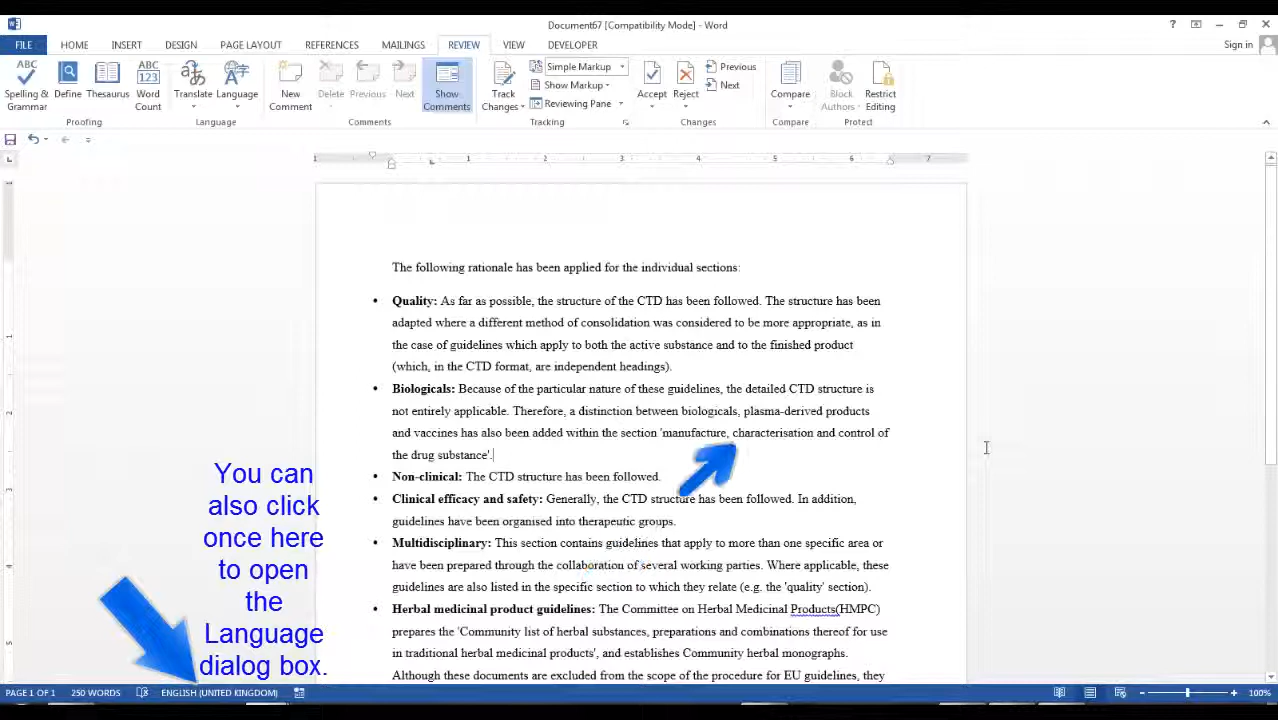 Document67 [Compatibility Mode] - Word
Sign in
FILE HOME INSERT DESIGN PAGE LAYOUT REFERENCES MAILINGS REVIEW VIEW DEVELOPER
Spelling & Grammar
Define
Thesaurus
Word Count
Translate
Language
New Comment
Delete
Previous
Next
Show Comments
Track Changes
Simple Markup
Show Markup
Reviewing Pane
Accept
Reject
Previous
Next
Compare
Block Authors
Restrict Editing
Proofing
Language
Comments
Tracking
Changes
Compare
Protect
1 1 2 3 4 5 6 7
The following rationale has been applied for the individual sections:
• Quality: As far as possible, the structure of the CTD has been followed. The structure has been
adapted where a different method of consolidation was considered to be more appropriate, as in
the case of guidelines which apply to both the active substance and to the finished product
(which, in the CTD format, are independent headings).
• Biologicals: Because of the particular nature of these guidelines, the detailed CTD structure is
not entirely applicable. Therefore, a distinction between biologicals, plasma-derived products
and vaccines has also been added within the section 'manufacture, characterisation and control of
the drug substance'.
• Non-clinical: The CTD structure has been followed.
• Clinical efficacy and safety: Generally, the CTD structure has been followed. In addition,
guidelines have been organised into therapeutic groups.
• Multidisciplinary: This section contains guidelines that apply to more than one specific area or
have been prepared through the collaboration of several working parties. Where applicable, these
guidelines are also listed in the specific section to which they relate (e.g. the 'quality' section).
• Herbal medicinal product guidelines: The Committee on Herbal Medicinal Products(HMPC)
prepares the 'Community list of herbal substances, preparations and combinations thereof for use
in traditional herbal medicinal products', and establishes Community herbal monographs.
Although these documents are excluded from the scope of the procedure for EU guidelines, they
You can
also click
once here
to open
the
Language
dialog box.
PAGE 1 OF 1 250 WORDS ENGLISH (UNITED KINGDOM) 100%